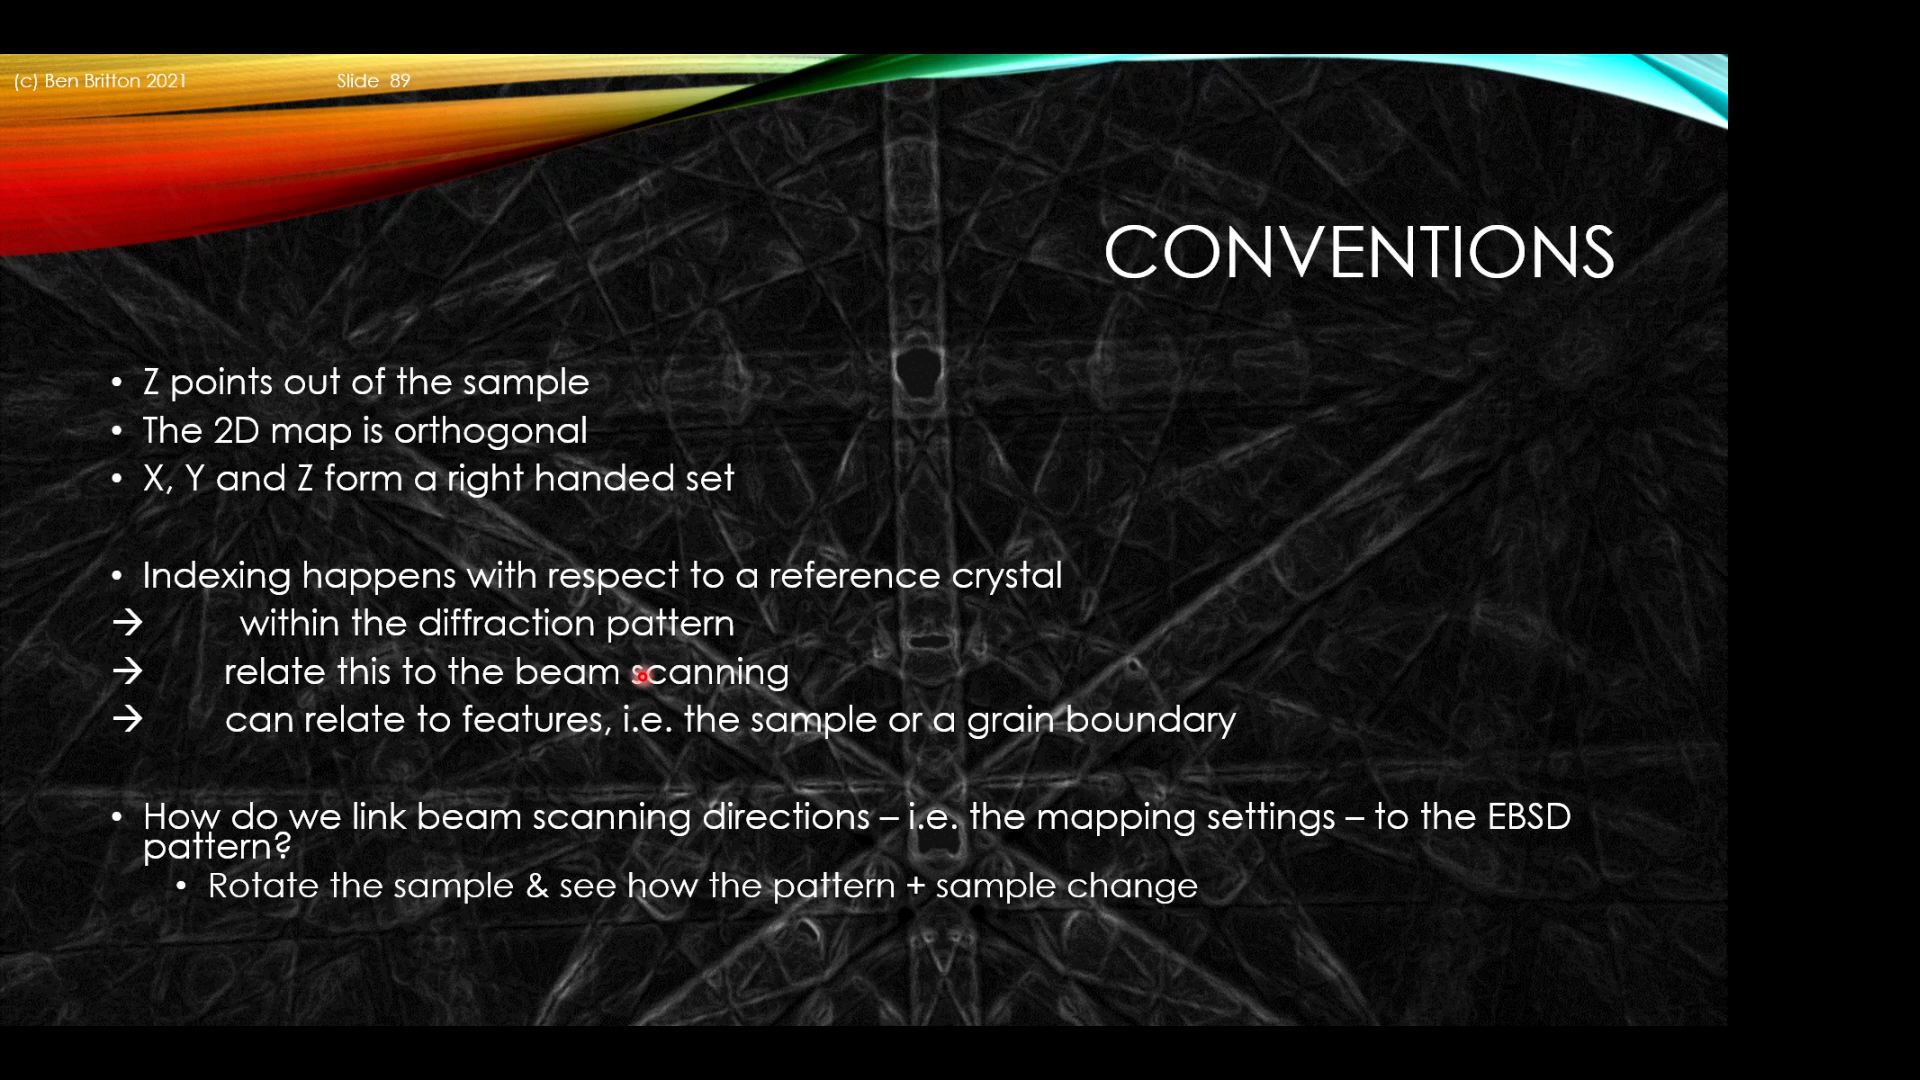 (c) Ben Britton 2021 Slide 89
CONVENTIONS
• Z points out of the sample
• The 2D map is orthogonal
• X, Y and Z form a right handed set
• Indexing happens with respect to a reference crystal
→ within the diffraction pattern
→ relate this to the beam scanning
→ can relate to features, i.e. the sample or a grain boundary
• How do we link beam scanning directions – i.e. the mapping settings – to the EBSD
pattern?
• Rotate the sample & see how the pattern + sample change